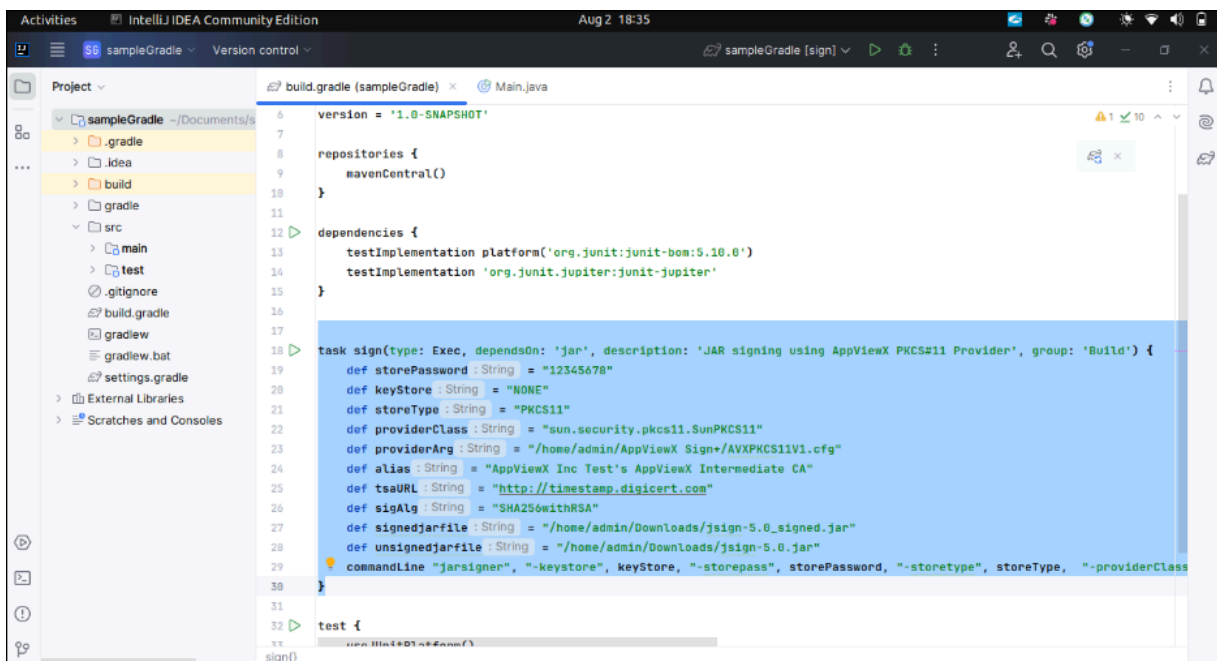 Activities IntelliJ IDEA Community Edition Aug 2 18:35
SG sampleGradle Version control sampleGradle [sign]
Project
build.gradle (sampleGradle) × Main.java
sampleGradle ~/Documents/s
.gradle
.idea
build
gradle
src
main
test
.gitignore
build.gradle
gradlew
gradlew.bat
settings.gradle
External Libraries
Scratches and Consoles
1 10
6 version = '1.0-SNAPSHOT'
7
8 repositories {
9 mavenCentral()
10 }
11
12 dependencies {
13 testImplementation platform('org.junit:junit-bom:5.10.0')
14 testImplementation 'org.junit.jupiter:junit-jupiter'
15 }
16
17
18 task sign(type: Exec, dependsOn: 'jar', description: 'JAR signing using AppViewX PKCS#11 Provider', group: 'Build') {
19 def storePassword : String = "12345678"
20 def keyStore : String = "NONE"
21 def storeType : String = "PKCS11"
22 def providerClass : String = "sun.security.pkcs11.SunPKCS11"
23 def providerArg : String = "/home/admin/AppViewX Sign+/AVXPKCS11V1.cfg"
24 def alias : String = "AppViewX Inc Test's AppViewX Intermediate CA"
25 def tsaURL : String = "http://timestamp.digicert.com"
26 def sigAlg : String = "SHA256withRSA"
27 def signedjarfile : String = "/home/admin/Downloads/jsign-5.0_signed.jar"
28 def unsignedjarfile : String = "/home/admin/Downloads/jsign-5.0.jar"
29 commandLine "jarsigner", "-keystore", keyStore, "-storepass", storePassword, "-storetype", storeType, "-providerClass
30 }
31
32 test {
33 useJUnitPlatform()
sign{}